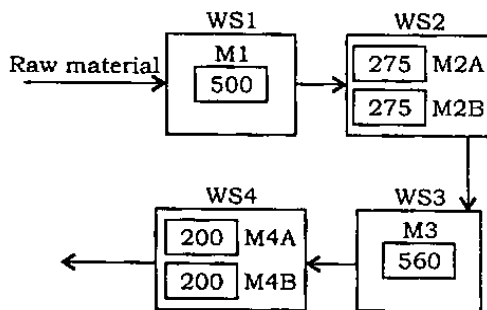 WS1
M1
500
Raw material
WS2
275 M2A
275 M2B
WS4
200 M4A
200 M4B
WS3
M3
560